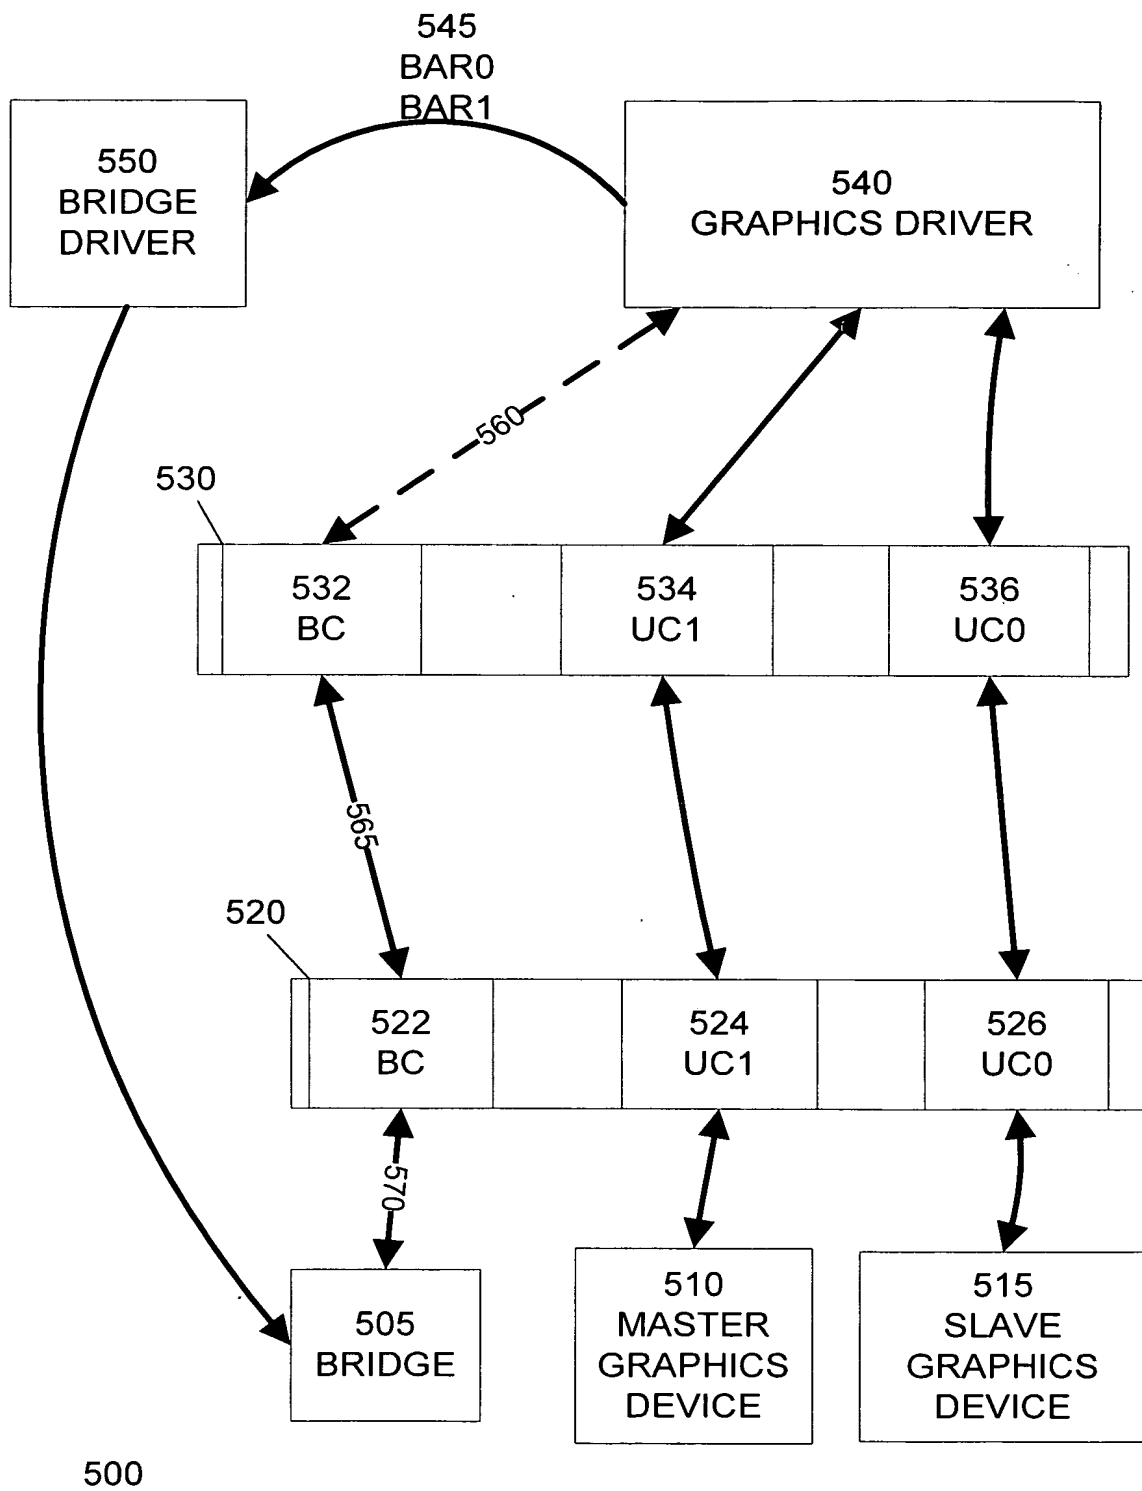 545
BAR0
BAR1
550
BRIDGE
DRIVER
540
GRAPHICS DRIVER
560
530
532
BC
534
UC1
536
UC0
565
520
522
BC
524
UC1
526
UC0
570
505
BRIDGE
510
MASTER
GRAPHICS
DEVICE
515
SLAVE
GRAPHICS
DEVICE
500